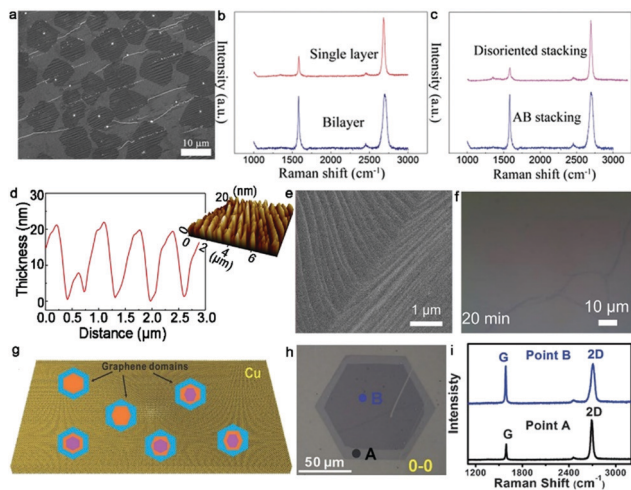 a
10 µm
b
Intensity (a.u.)
Single layer
Bilayer
1000 1500 2000 2500 3000
Raman shift (cm-1)
c
Intensity (a.u.)
Disoriented stacking
AB stacking
1000 1500 2000 2500 3000
Raman shift (cm-1)
d
Thickness (nm)
30
20
10
0
0.0 0.5 1.0 1.5 2.0 2.5 3.0
Distance (µm)
(nm)
20
0
0 2 4 6
(µm)
e
1 µm
f
20 min
10 µm
g
Graphene domains
Cu
h
B
A
50 µm
0-0
i
Intensisty
Point B
G
2D
Point A
G
2D
1200 1800 2400 3000
Raman Shift/cm-1